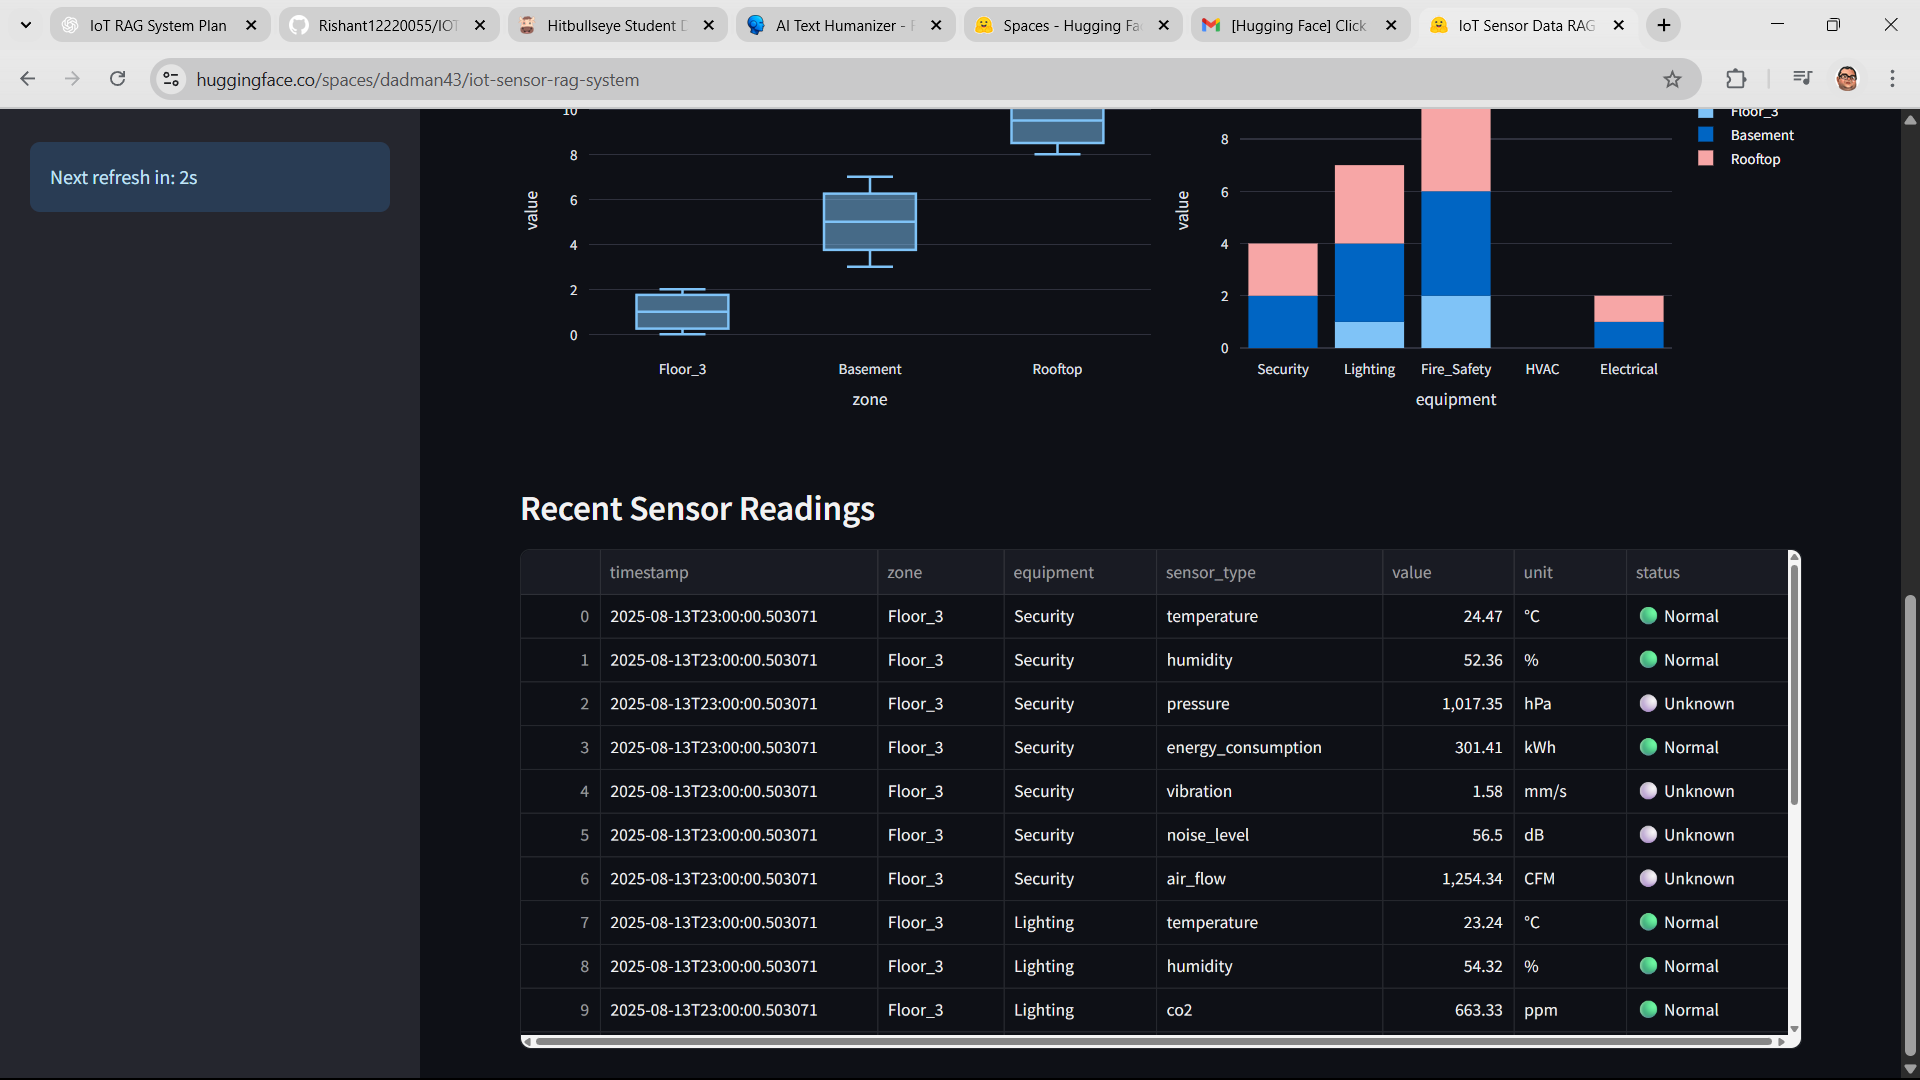 IoT RAG System Plan
Rishant12220055/IOT
Hitbullseye Student D
AI Text Humanizer - F
Spaces - Hugging Fa
[Hugging Face] Click
IoT Sensor Data RAG
huggingface.co/spaces/dadman43/iot-sensor-rag-system
Next refresh in: 2s
10
8
6
4
2
0
value
Floor_3 Basement Rooftop
zone
8
6
4
2
0
value
Security Lighting Fire_Safety HVAC Electrical
equipment
Floor_3
Basement
Rooftop
Recent Sensor Readings
timestamp zone equipment sensor_type value unit status
0 2025-08-13T23:00:00.503071 Floor_3 Security temperature 24.47 °C Normal
1 2025-08-13T23:00:00.503071 Floor_3 Security humidity 52.36 % Normal
2 2025-08-13T23:00:00.503071 Floor_3 Security pressure 1,017.35 hPa Unknown
3 2025-08-13T23:00:00.503071 Floor_3 Security energy_consumption 301.41 kWh Normal
4 2025-08-13T23:00:00.503071 Floor_3 Security vibration 1.58 mm/s Unknown
5 2025-08-13T23:00:00.503071 Floor_3 Security noise_level 56.5 dB Unknown
6 2025-08-13T23:00:00.503071 Floor_3 Security air_flow 1,254.34 CFM Unknown
7 2025-08-13T23:00:00.503071 Floor_3 Lighting temperature 23.24 °C Normal
8 2025-08-13T23:00:00.503071 Floor_3 Lighting humidity 54.32 % Normal
9 2025-08-13T23:00:00.503071 Floor_3 Lighting co2 663.33 ppm Normal